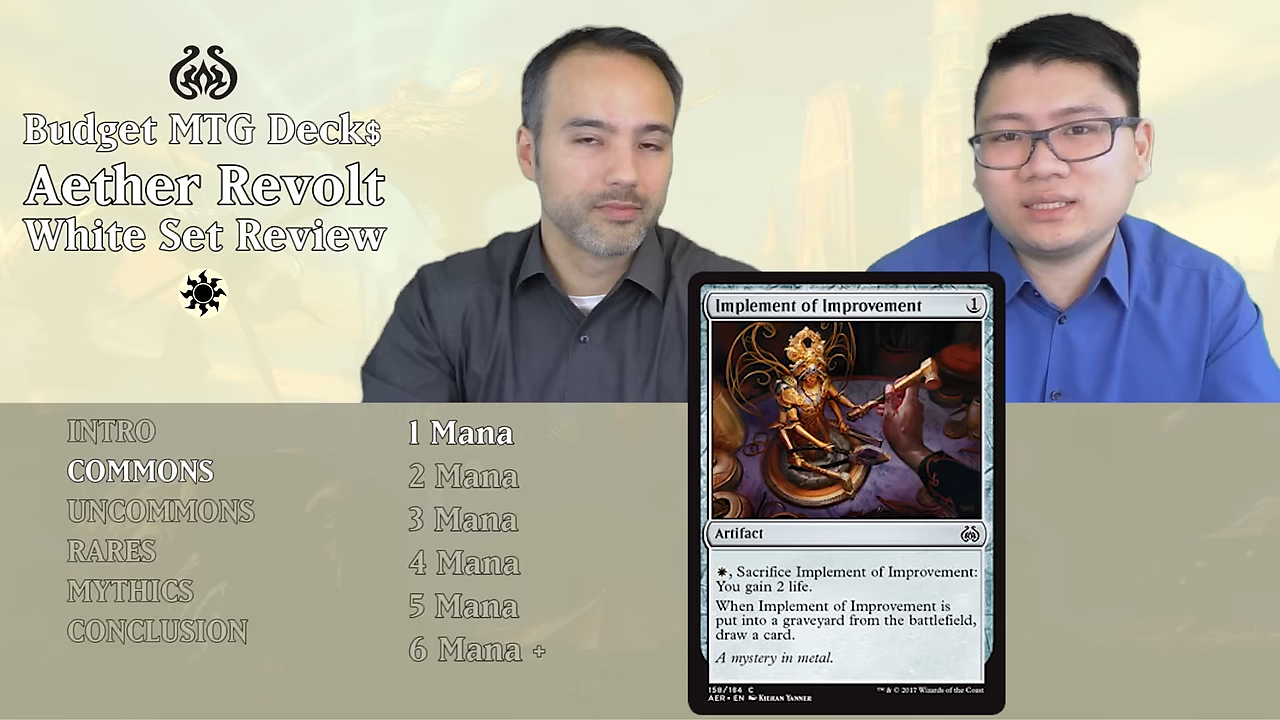 Budget MTG Deck$
Aether Revolt
White Set Review
INTRO
COMMONS
UNCOMMONS
RARES
MYTHICS
CONCLUSION
1 Mana
2 Mana
3 Mana
4 Mana
5 Mana
6 Mana +
Implement of Improvement 1
Artifact
, Sacrifice Implement of Improvement:
You gain 2 life.
When Implement of Improvement is
put into a graveyard from the battlefield,
draw a card.
A mystery in metal.
158/184 C
AER • EN Kieran Yanner
™ & © 2017 Wizards of the Coast